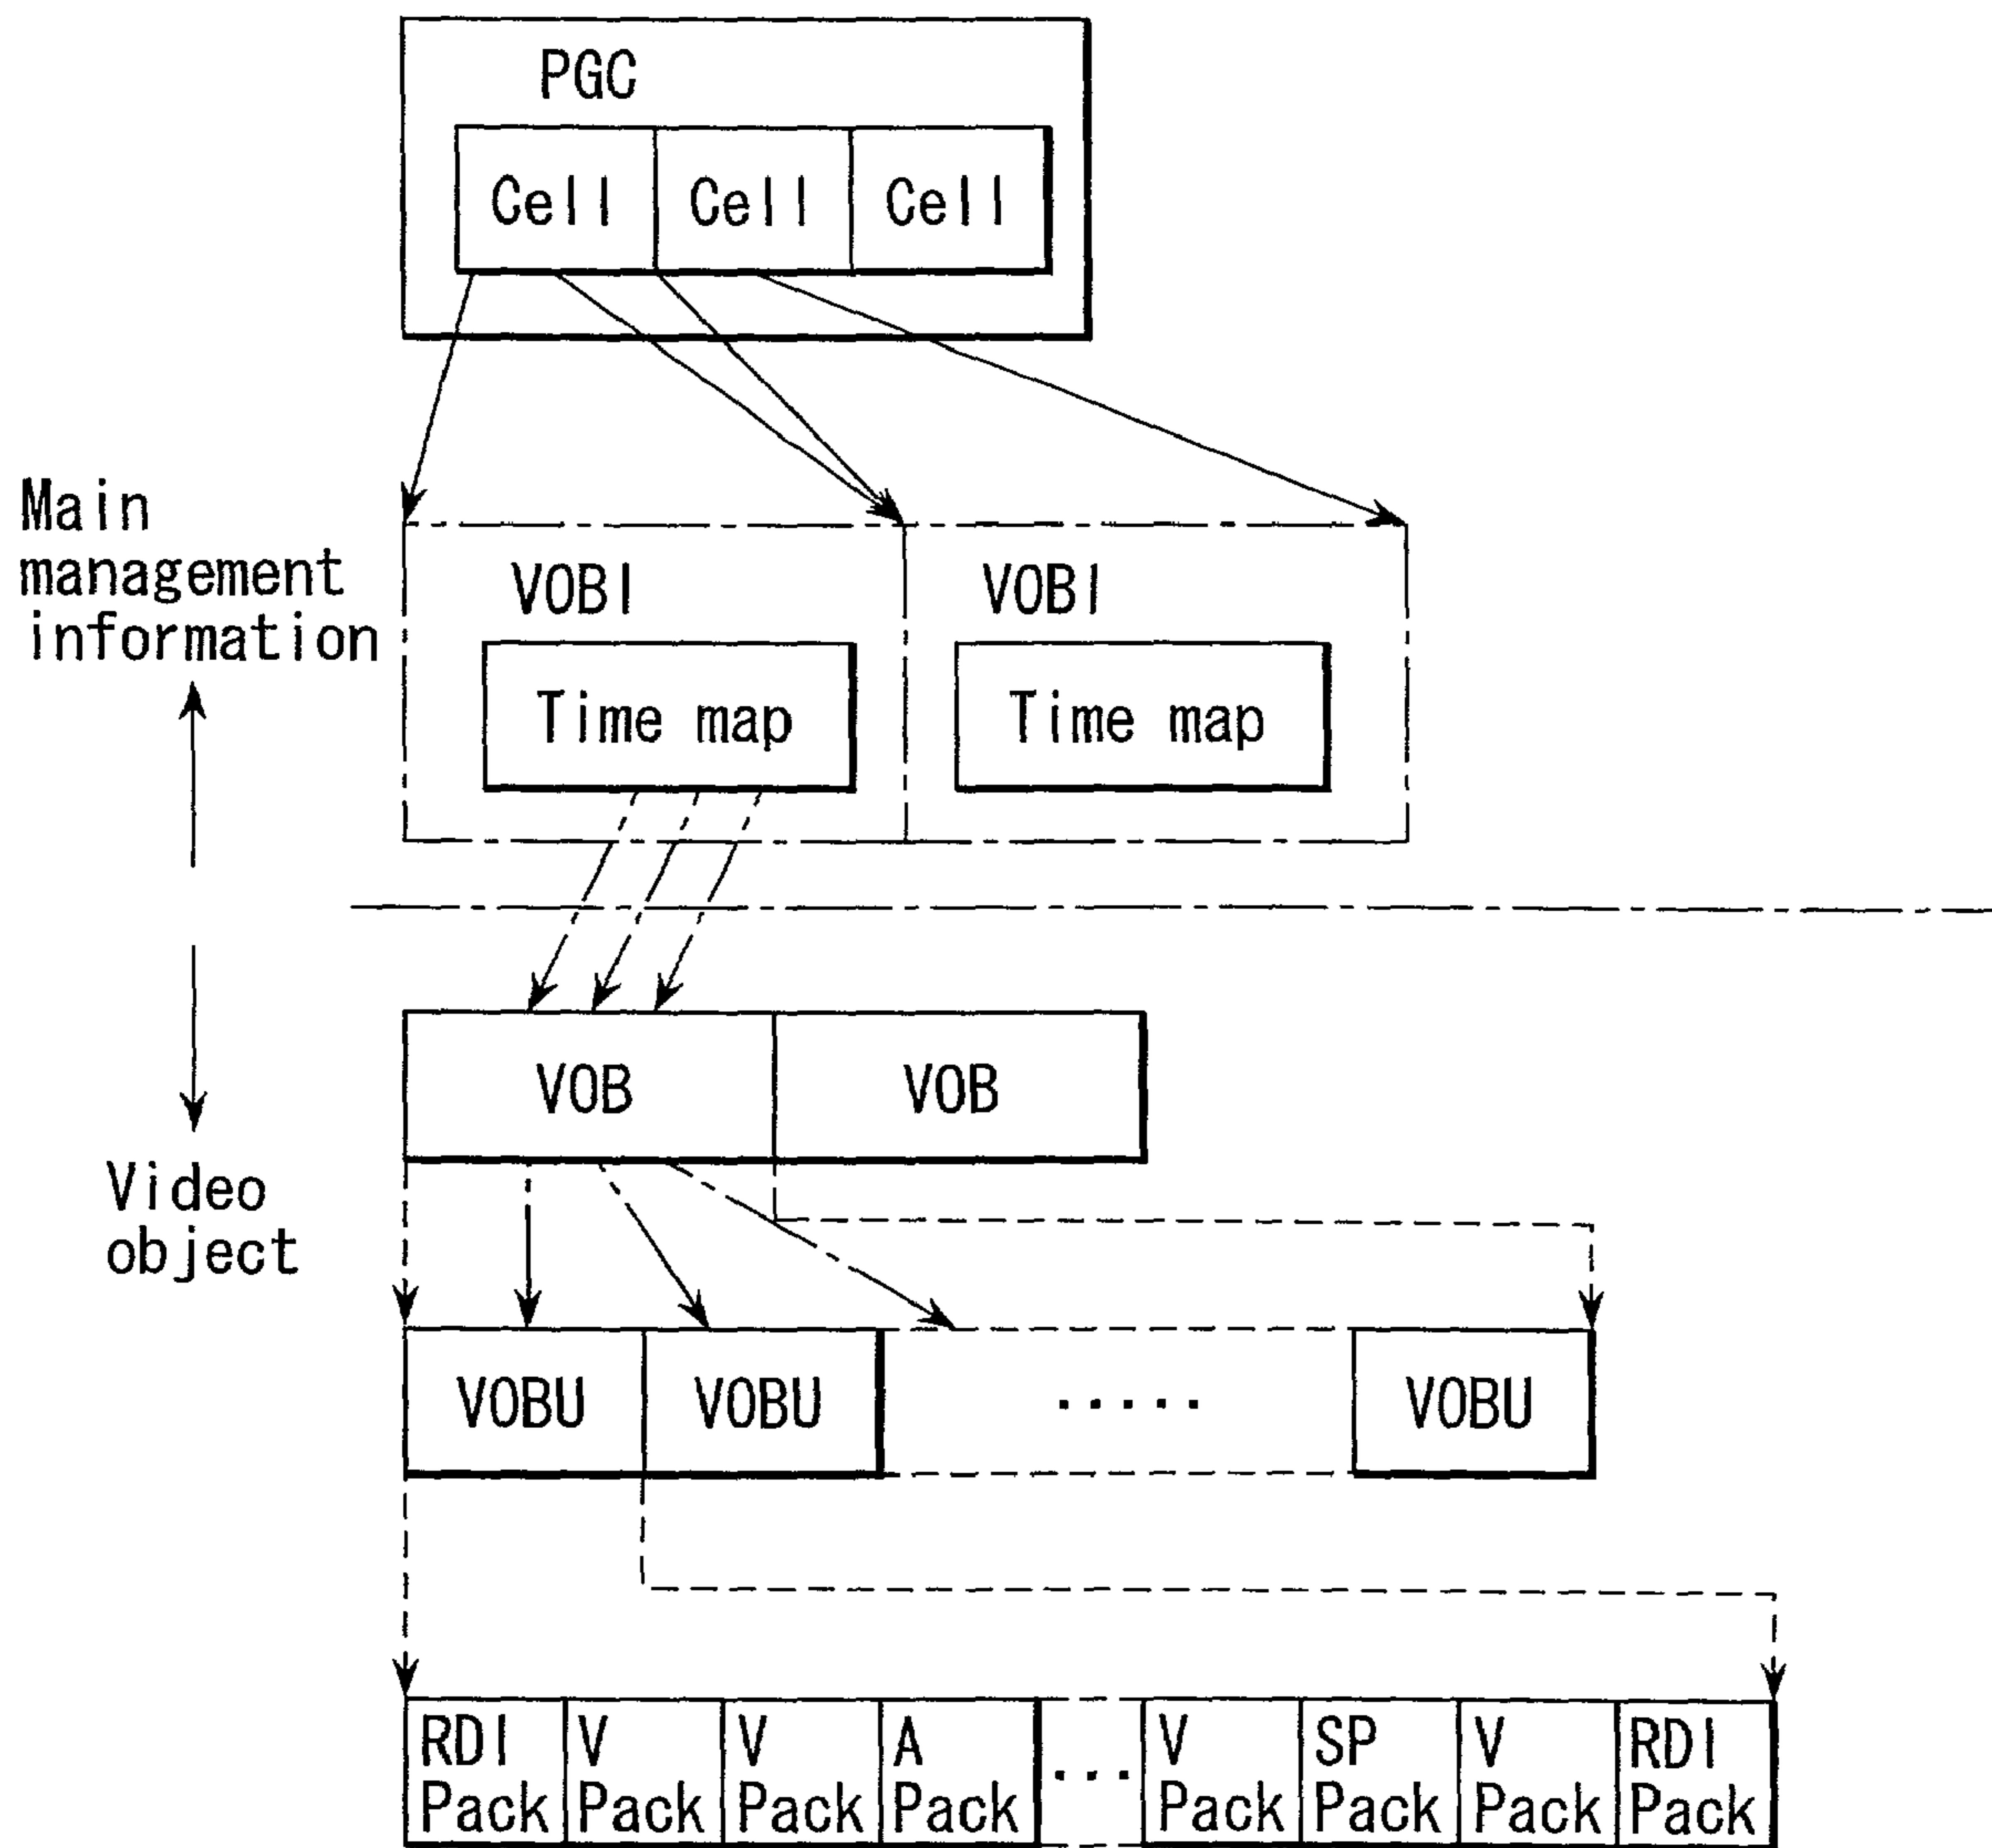 PGC
Cell Cell Cell
Main
management
information
VOBI VOBI
Time map Time map
VOB VOB
Video
object
VOBU VOBU ..... VOBU
RDI V V A V SP V RDI
Pack Pack Pack Pack ... Pack Pack Pack Pack